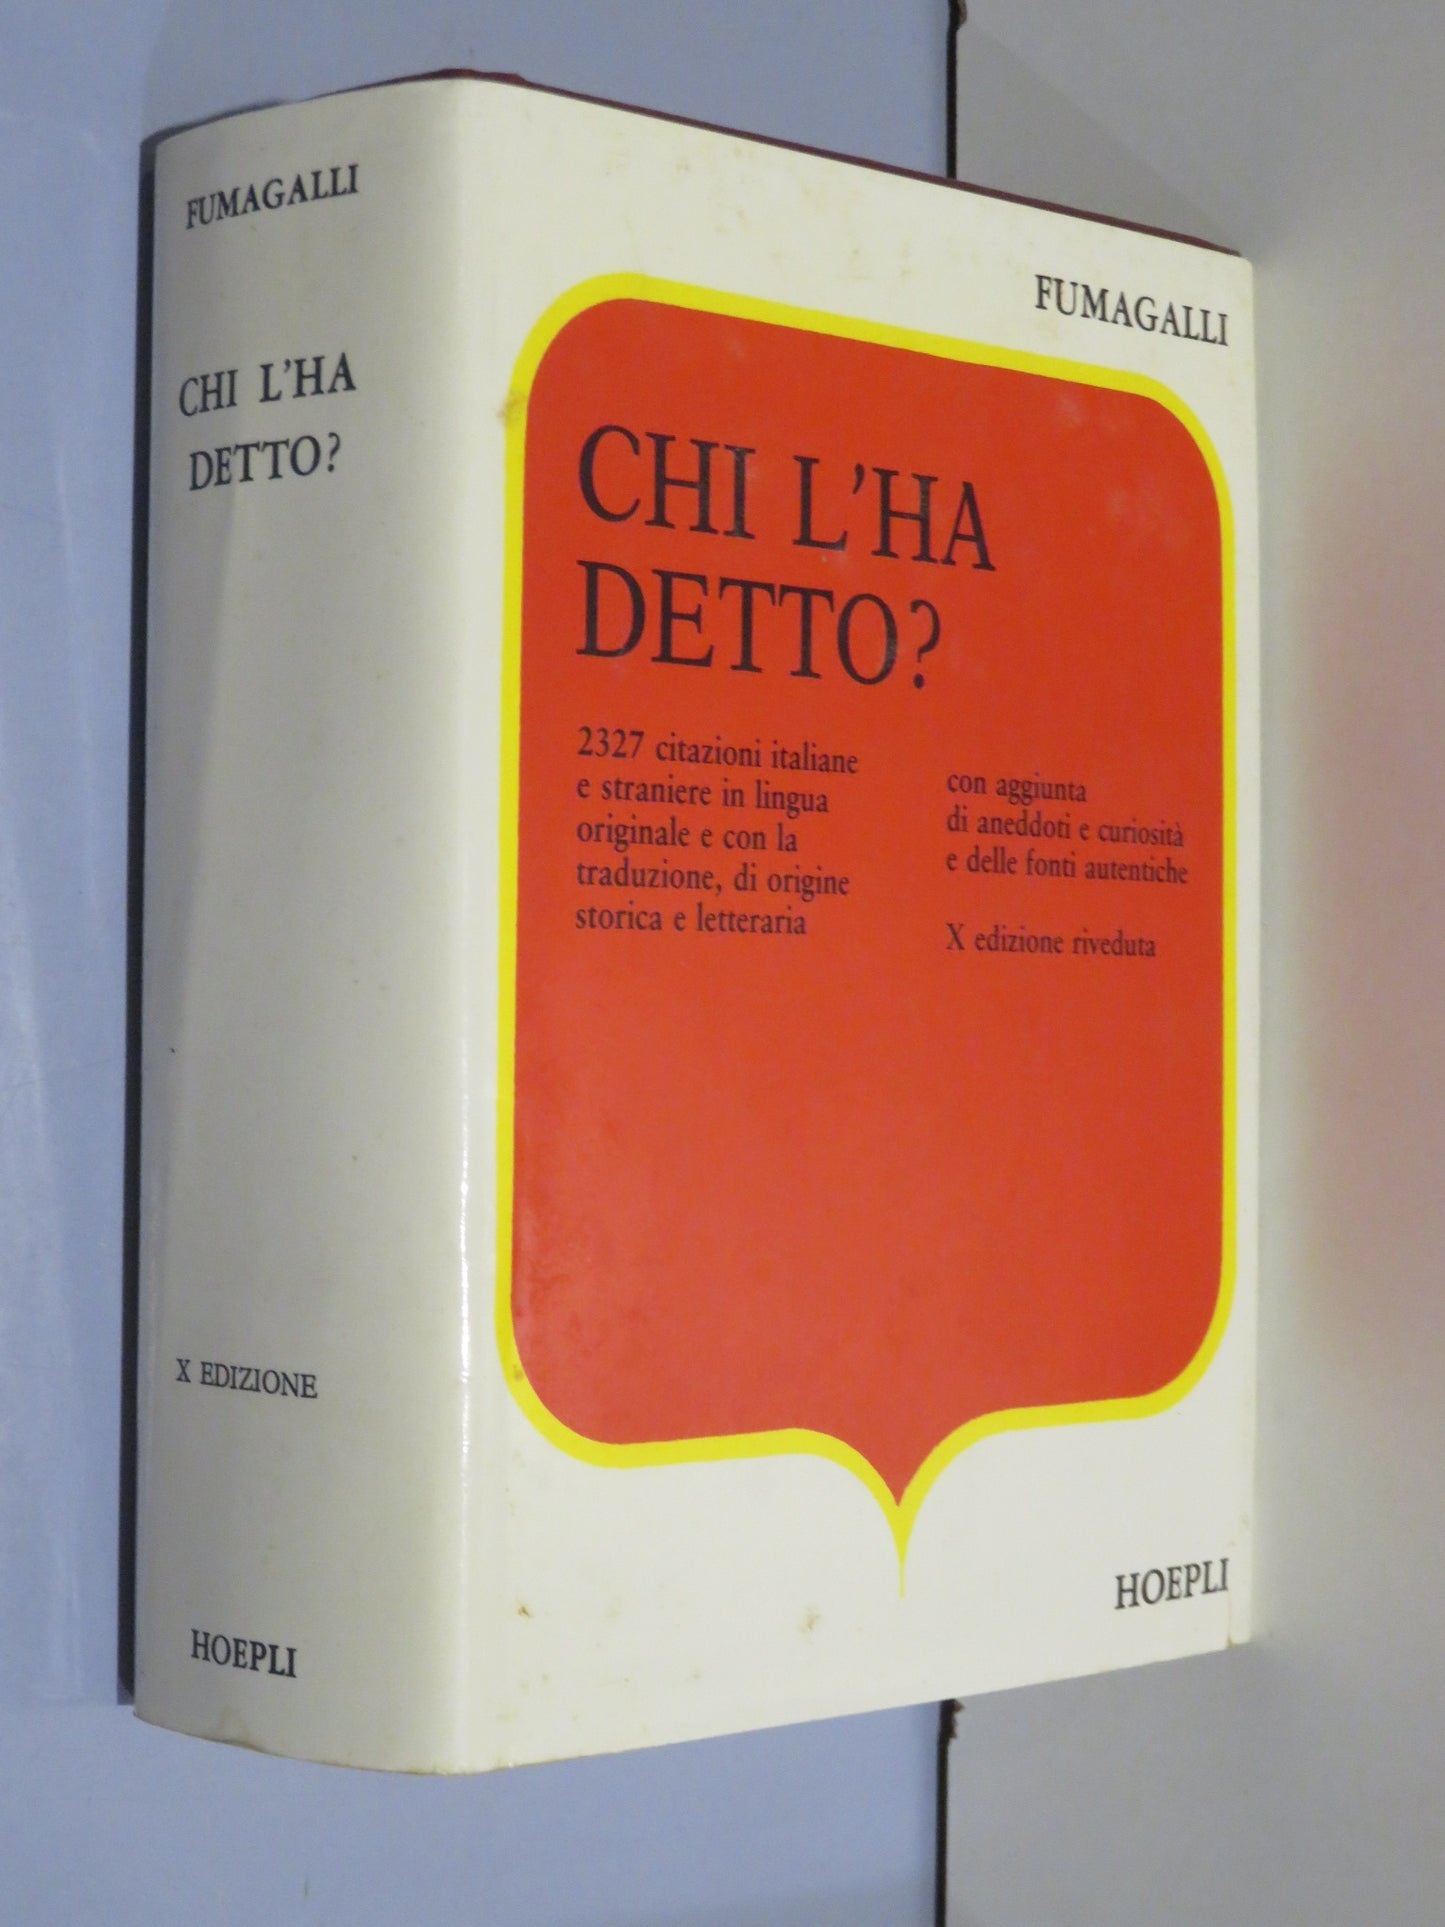 FUMAGALLI
CHI L'HA
DETTO?
X EDIZIONE
HOEPLI
FUMAGALLI
CHI L'HA
DETTO?
2327 citazioni italiane
e straniere in lingua
originale e con la
traduzione, di origine
storica e letteraria
con aggiunta
di aneddoti e curiosità
e delle fonti autentiche
X edizione riveduta
HOEPLI